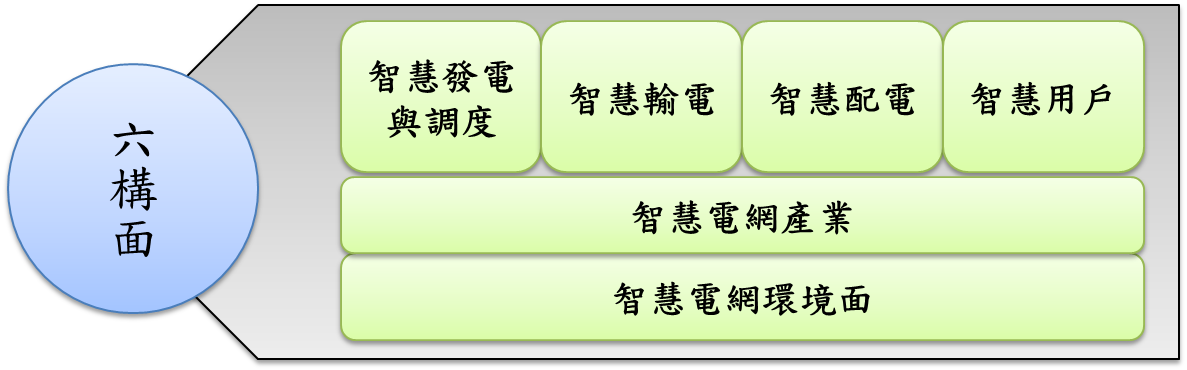 六
構
面
智慧發電
與調度
智慧輸電
智慧配電
智慧用戶
智慧電網產業
智慧電網環境面